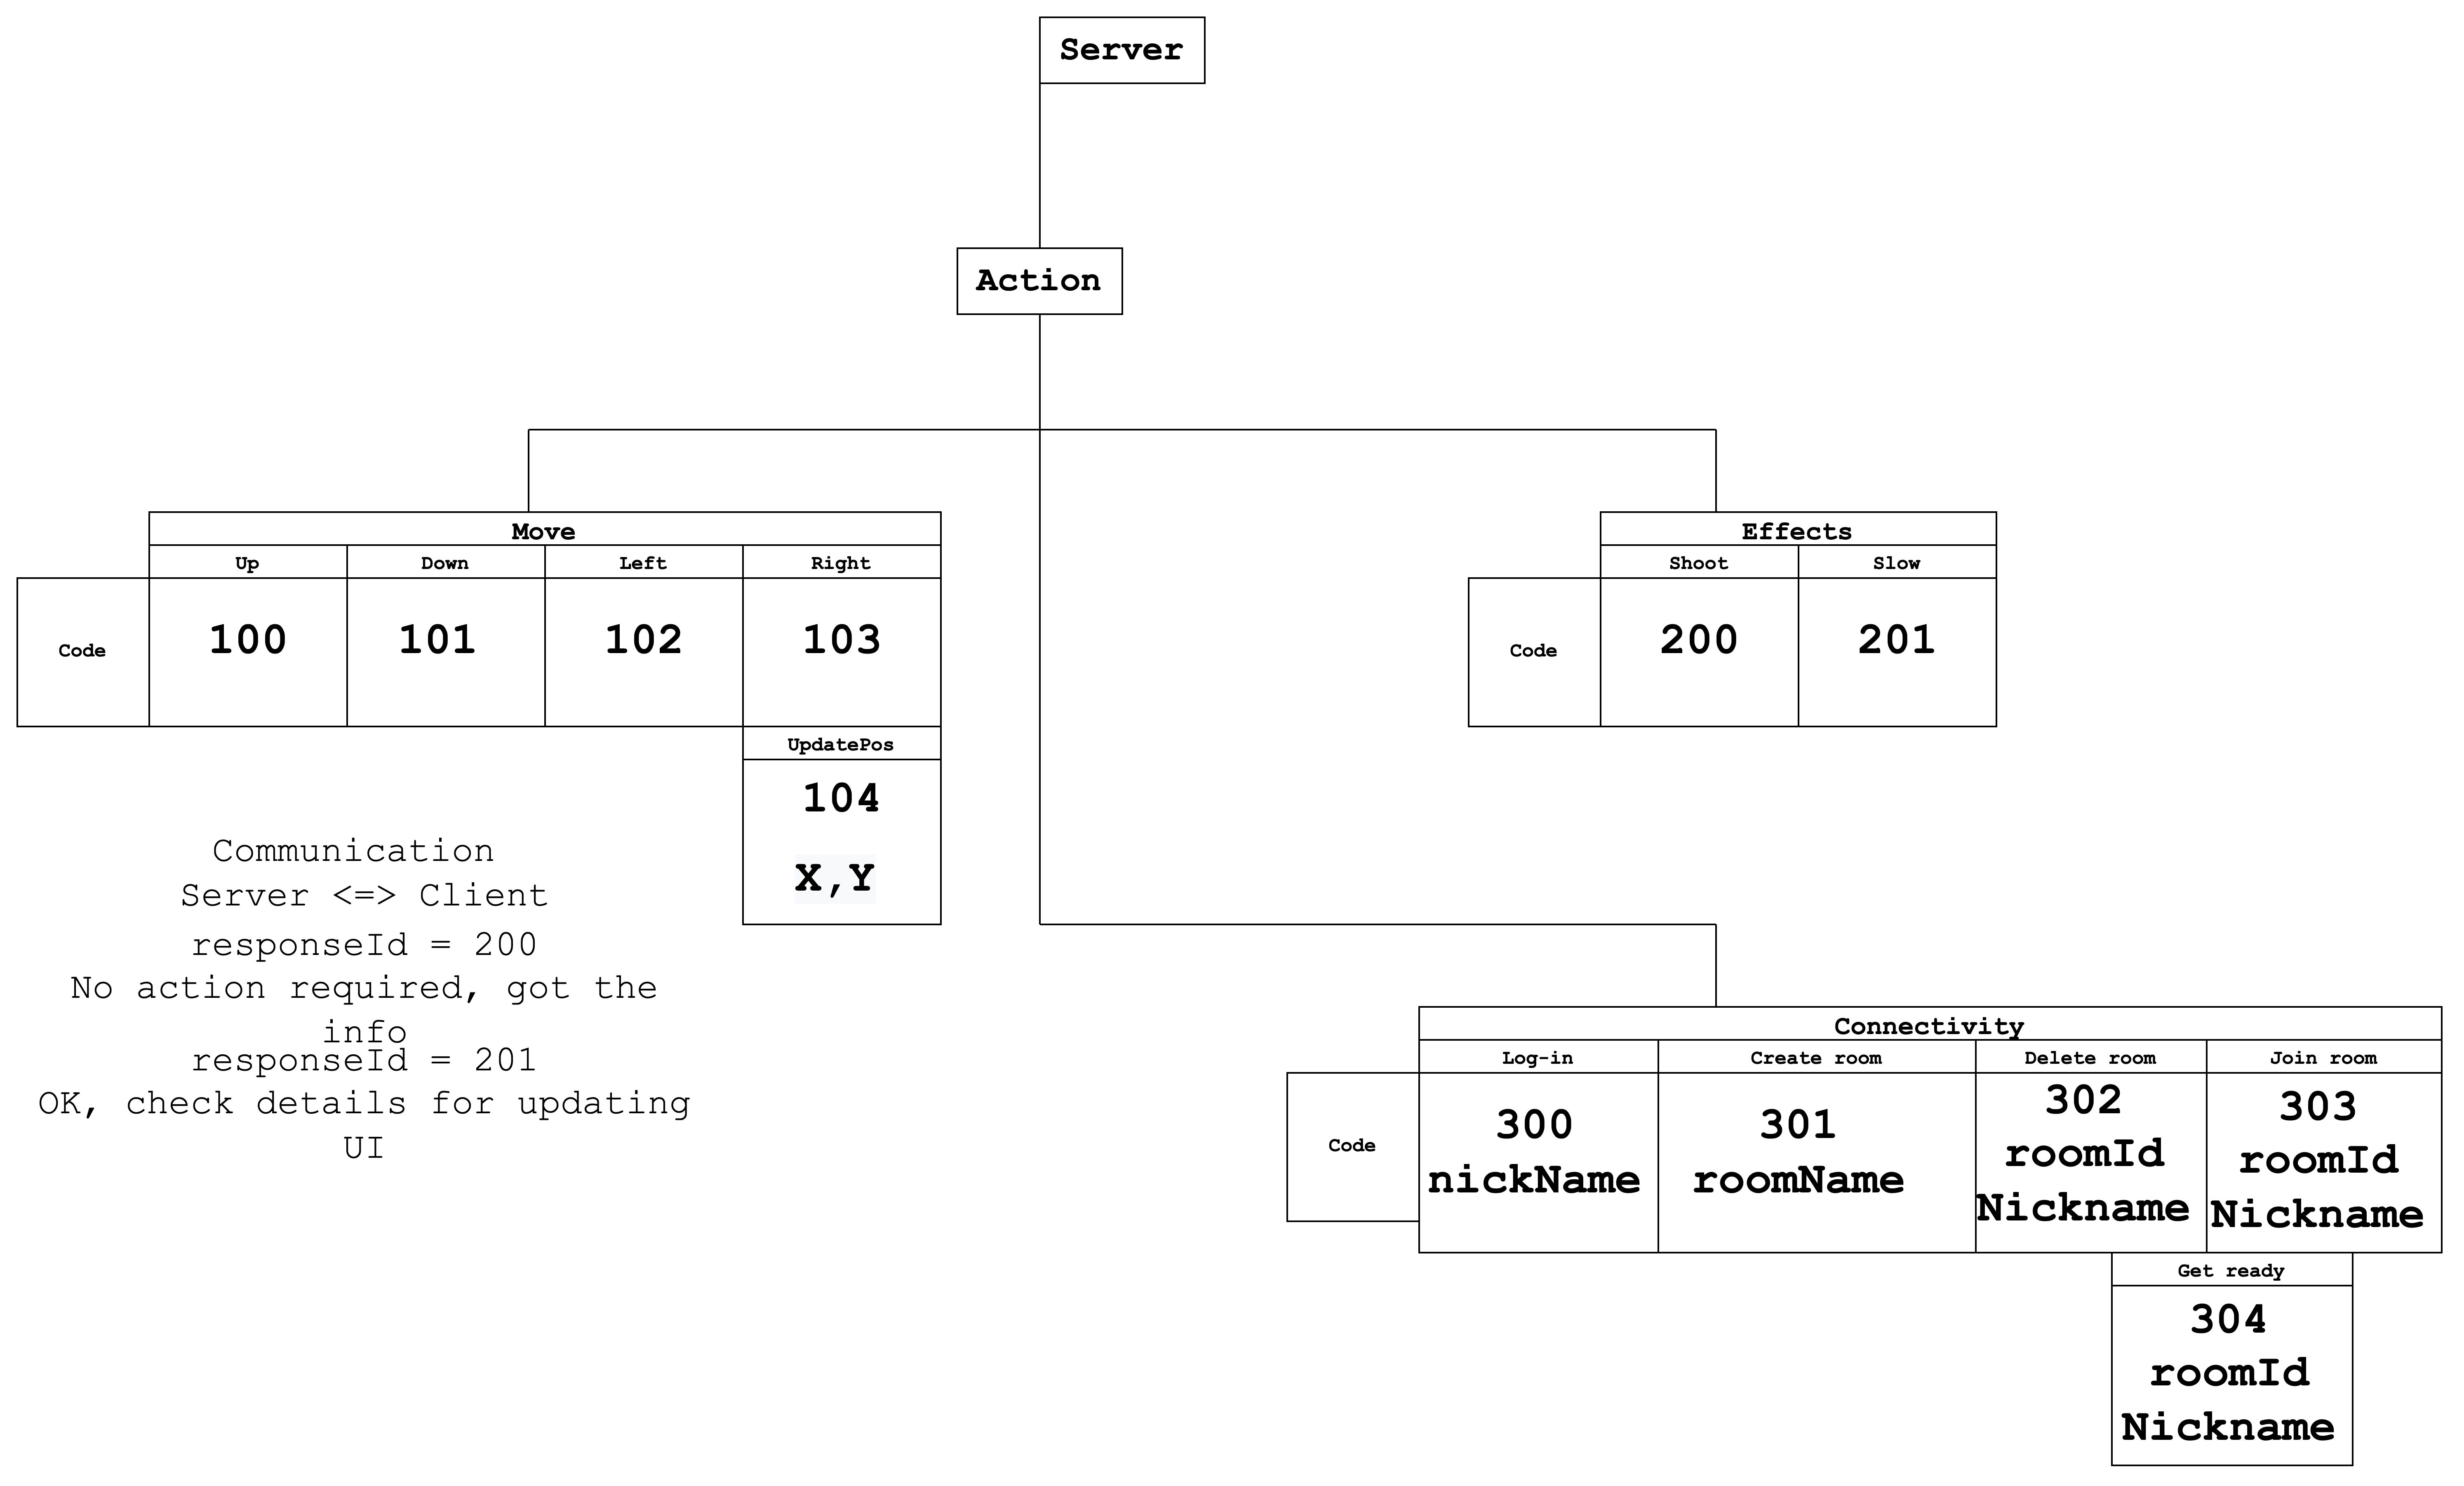 Server
Action
Move
Up Down Left Right
Code 100 101 102 103
UpdatePos
104
X,Y
Effects
Shoot Slow
Code 200 201
Communication
Server <=> Client
responseId = 200
No action required, got the
info
responseId = 201
OK, check details for updating
UI
Connectivity
Log-in Create room Delete room Join room
Code
300
nickName
301
roomName
302
roomId
Nickname
303
roomId
Nickname
Get ready
304
roomId
Nickname